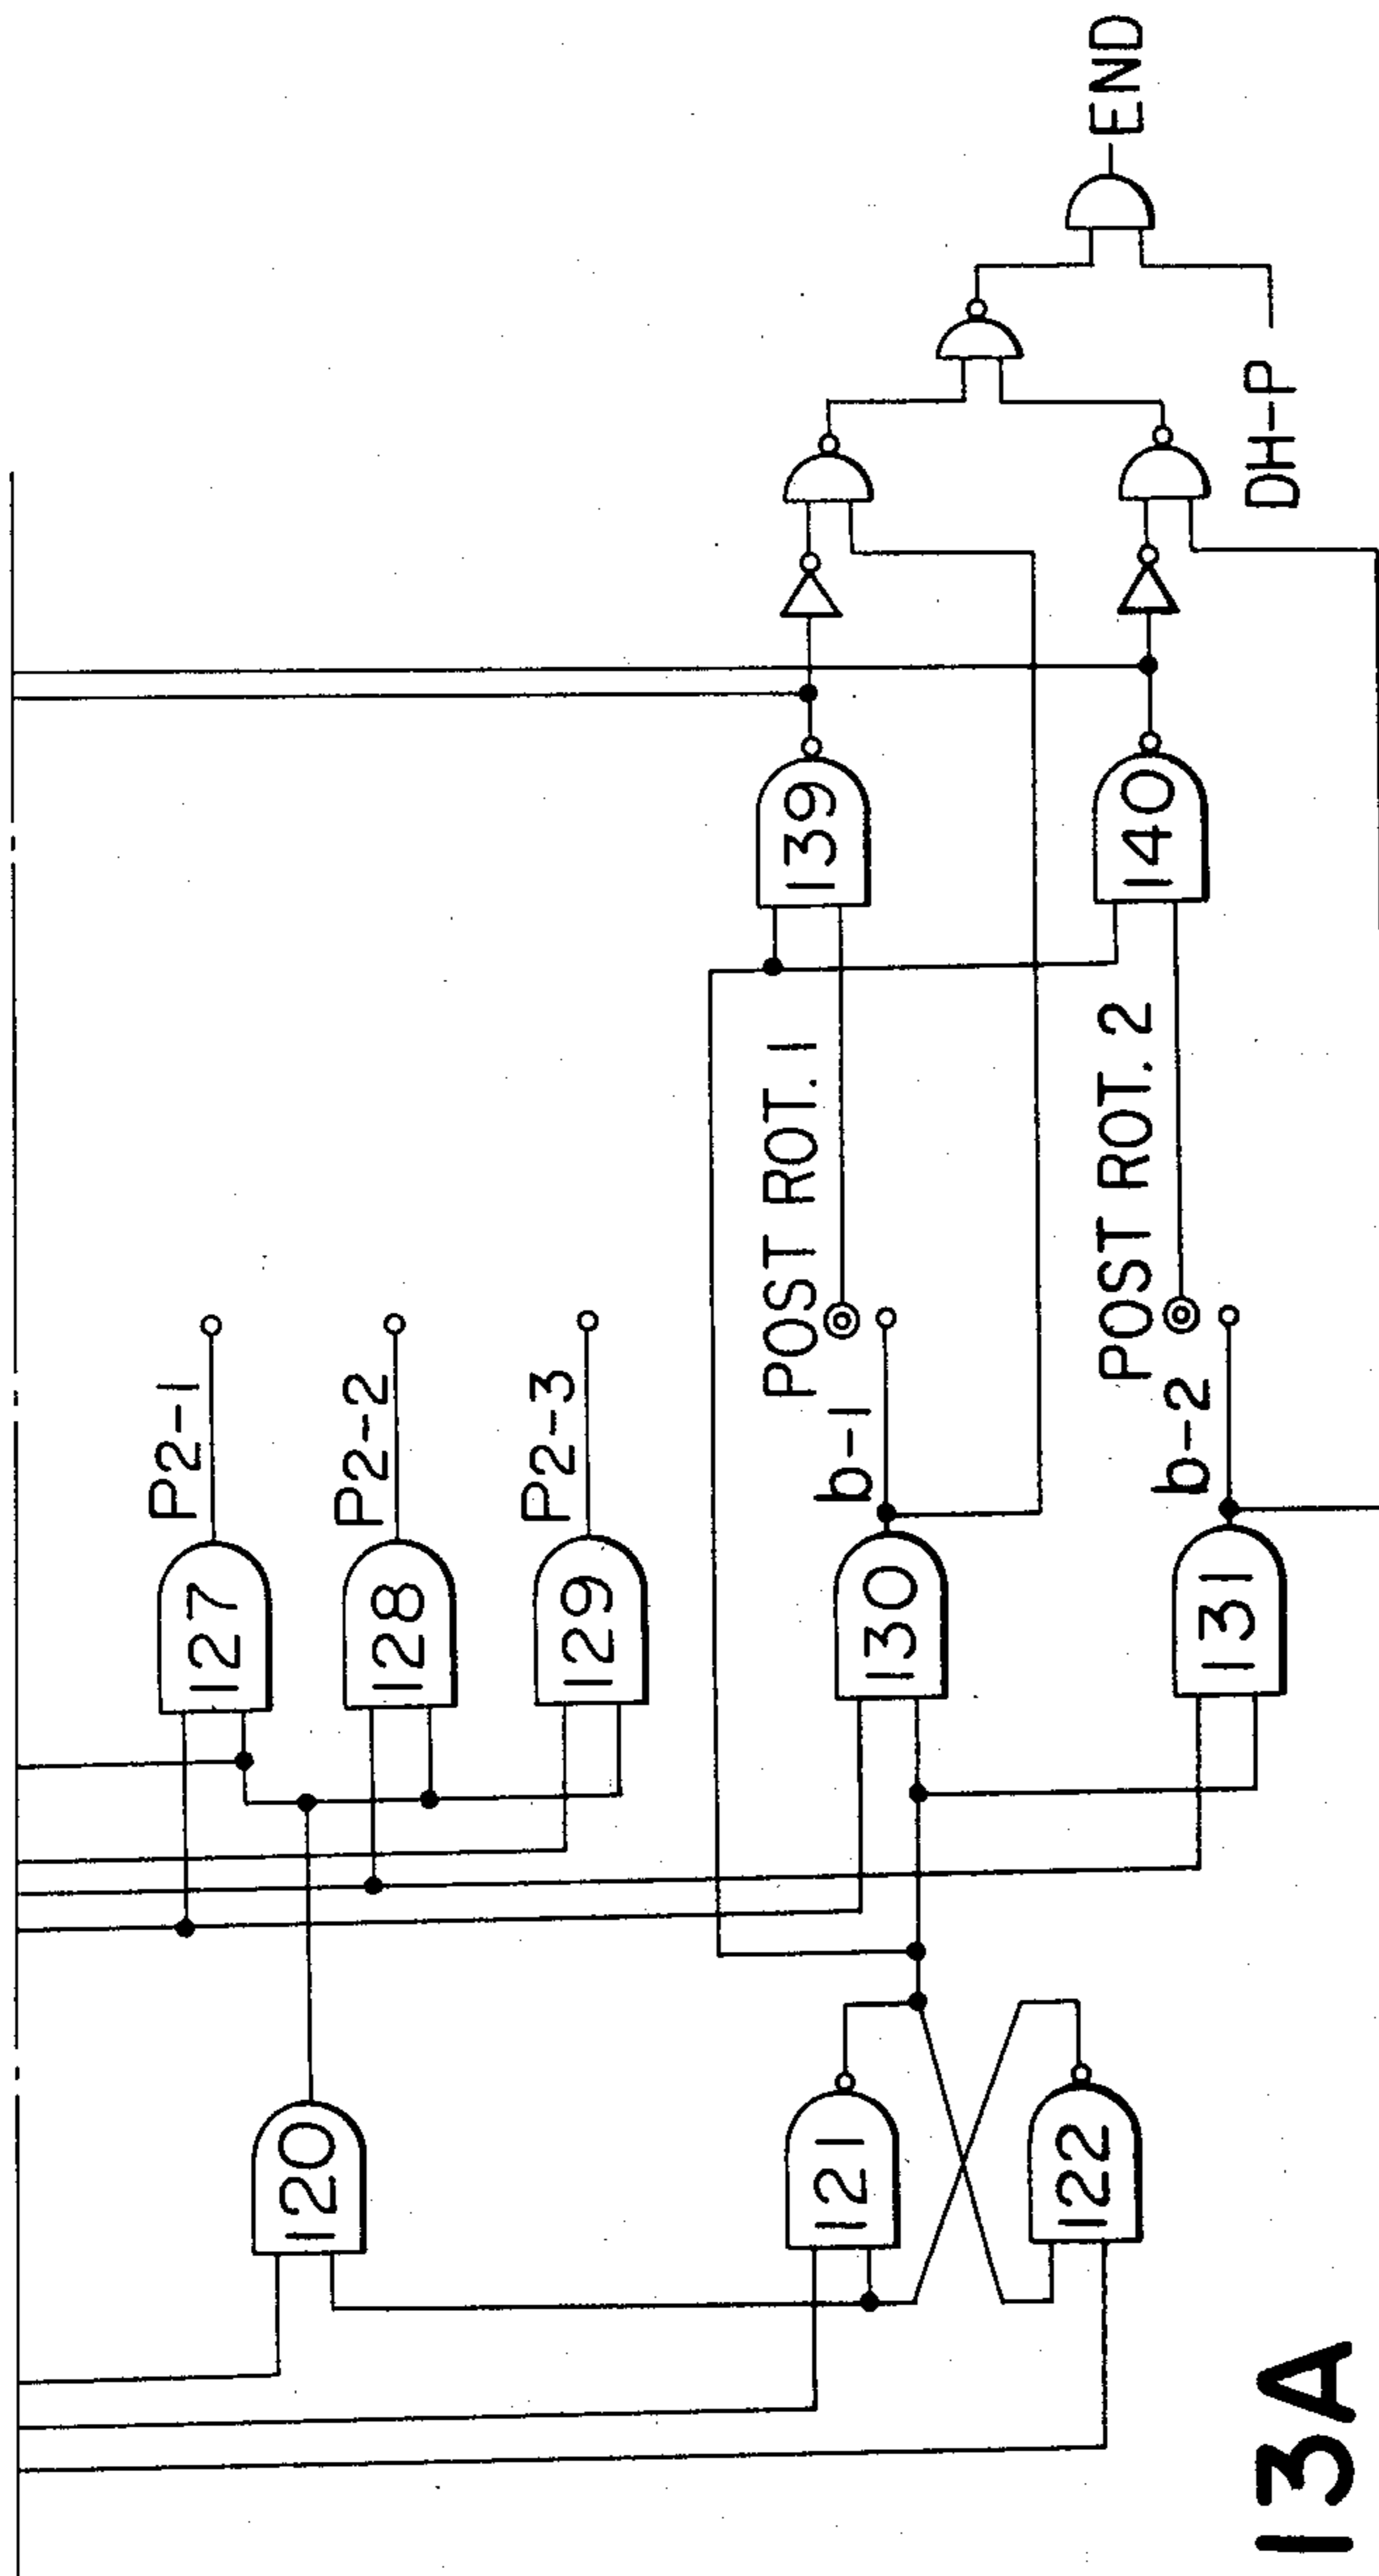 P2-1
P2-2
P2-3
120
127
128
129
121
122
130
131
b-1
b-2
POST ROT. 1
POST ROT. 2
139
140
DH-P
END
13A